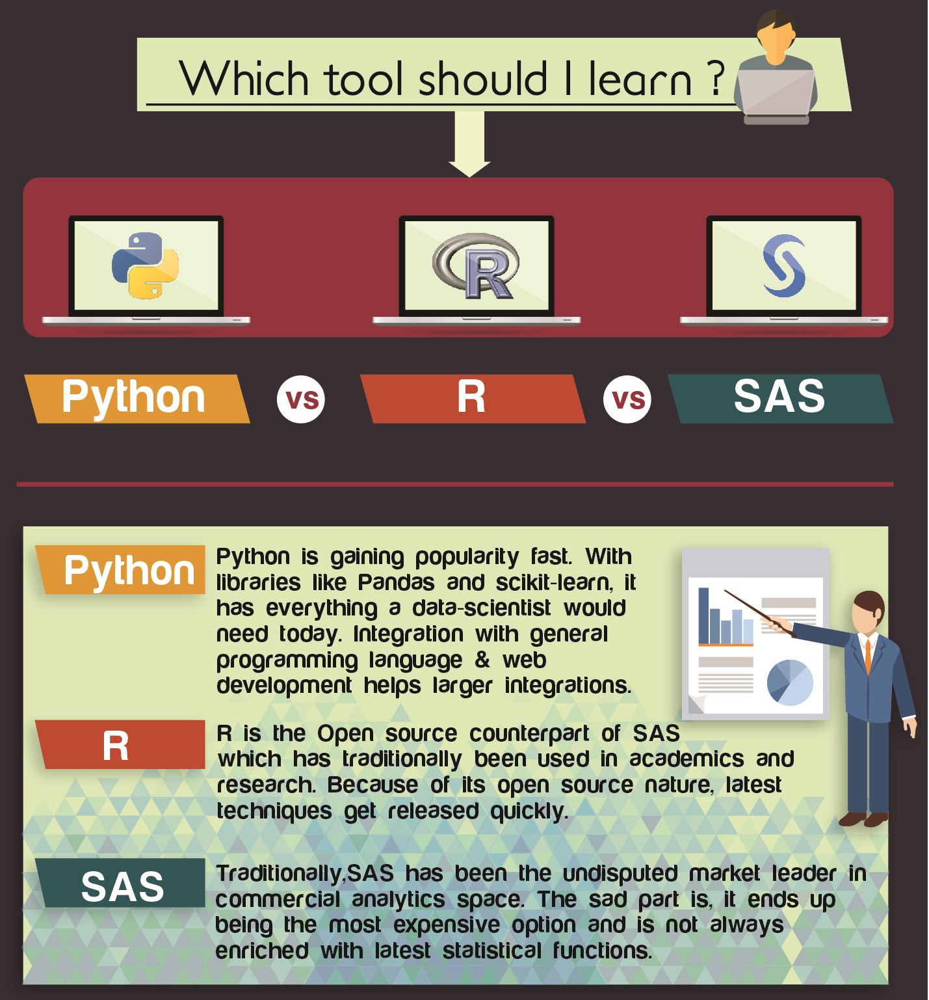 Which tool should I learn ?
R
Python vs R vs SAS
Python
Python is gaining popularity fast. With
libraries like Pandas and scikit-learn, it
has everything a data-scientist would
need today. Integration with general
programming language & web
development helps larger integrations.
R
R is the Open source counterpart of SAS
which has traditionally been used in academics and
research. Because of its open source nature, latest
techniques get released quickly.
SAS
Traditionally,SAS has been the undisputed market leader in
commercial analytics space. The sad part is, it ends up
being the most expensive option and is not always
enriched with latest statistical functions.